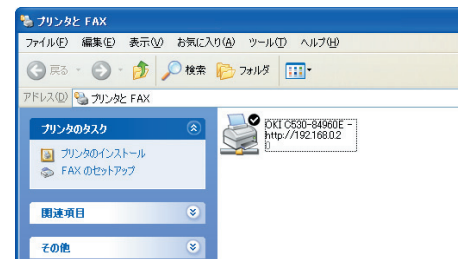 プリンタと FAX
ファイル(F) 編集(E) 表示(V) お気に入り(A) ツール(T) ヘルプ(H)
戻る 検索 フォルダ
アドレス(D) プリンタと FAX
プリンタのタスク
プリンタのインストール
FAX のセットアップ
関連項目
その他
OKI C530-84960E -
http://192.168.0.2
0